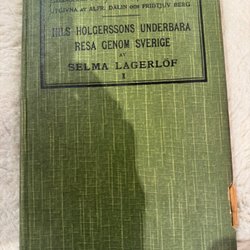 UTGIVNA AV ALFR. DALIN OCH FRIDTJUV BERG
NILS HOLGERSSONS UNDERBARA
RESA GENOM SVERIGE
AV
SELMA LAGERLÖF
I